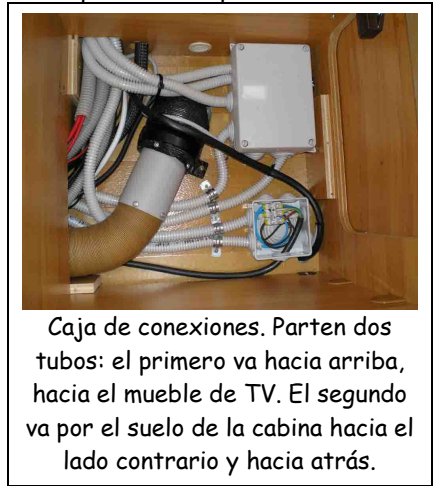 Caja de conexiones. Parten dos
tubos: el primero va hacia arriba,
hacia el mueble de TV. El segundo
va por el suelo de la cabina hacia el
lado contrario y hacia atrás.